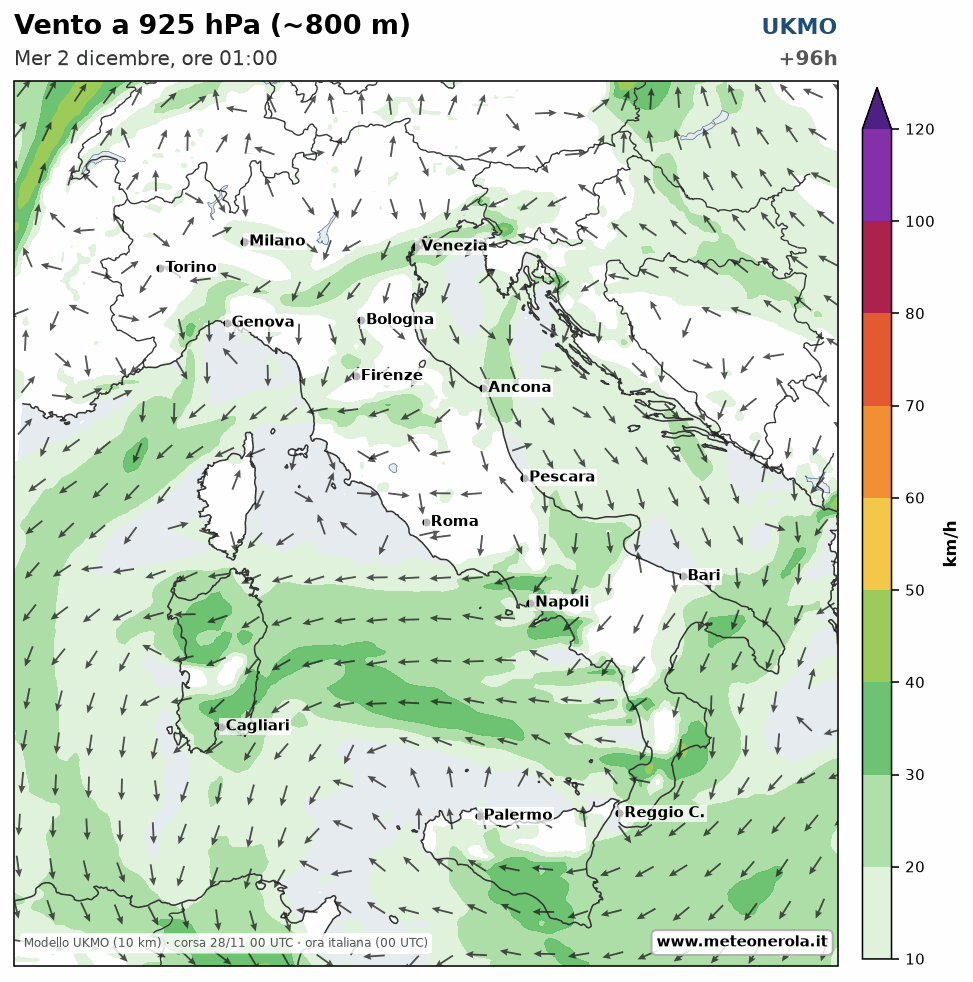 Vento a 925 hPa (~800 m)
UKMO
Mer 2 dicembre, ore 01:00
+96h
Milano
Venezia
Torino
Genova
Bologna
Firenze
Ancona
Pescara
Roma
Bari
Napoli
Cagliari
Palermo
Reggio C.
120
100
80
70
60
50
40
30
20
10
km/h
Modello UKMO (10 km) · corsa 28/11 00 UTC · ora italiana (00 UTC)
www.meteonerola.it